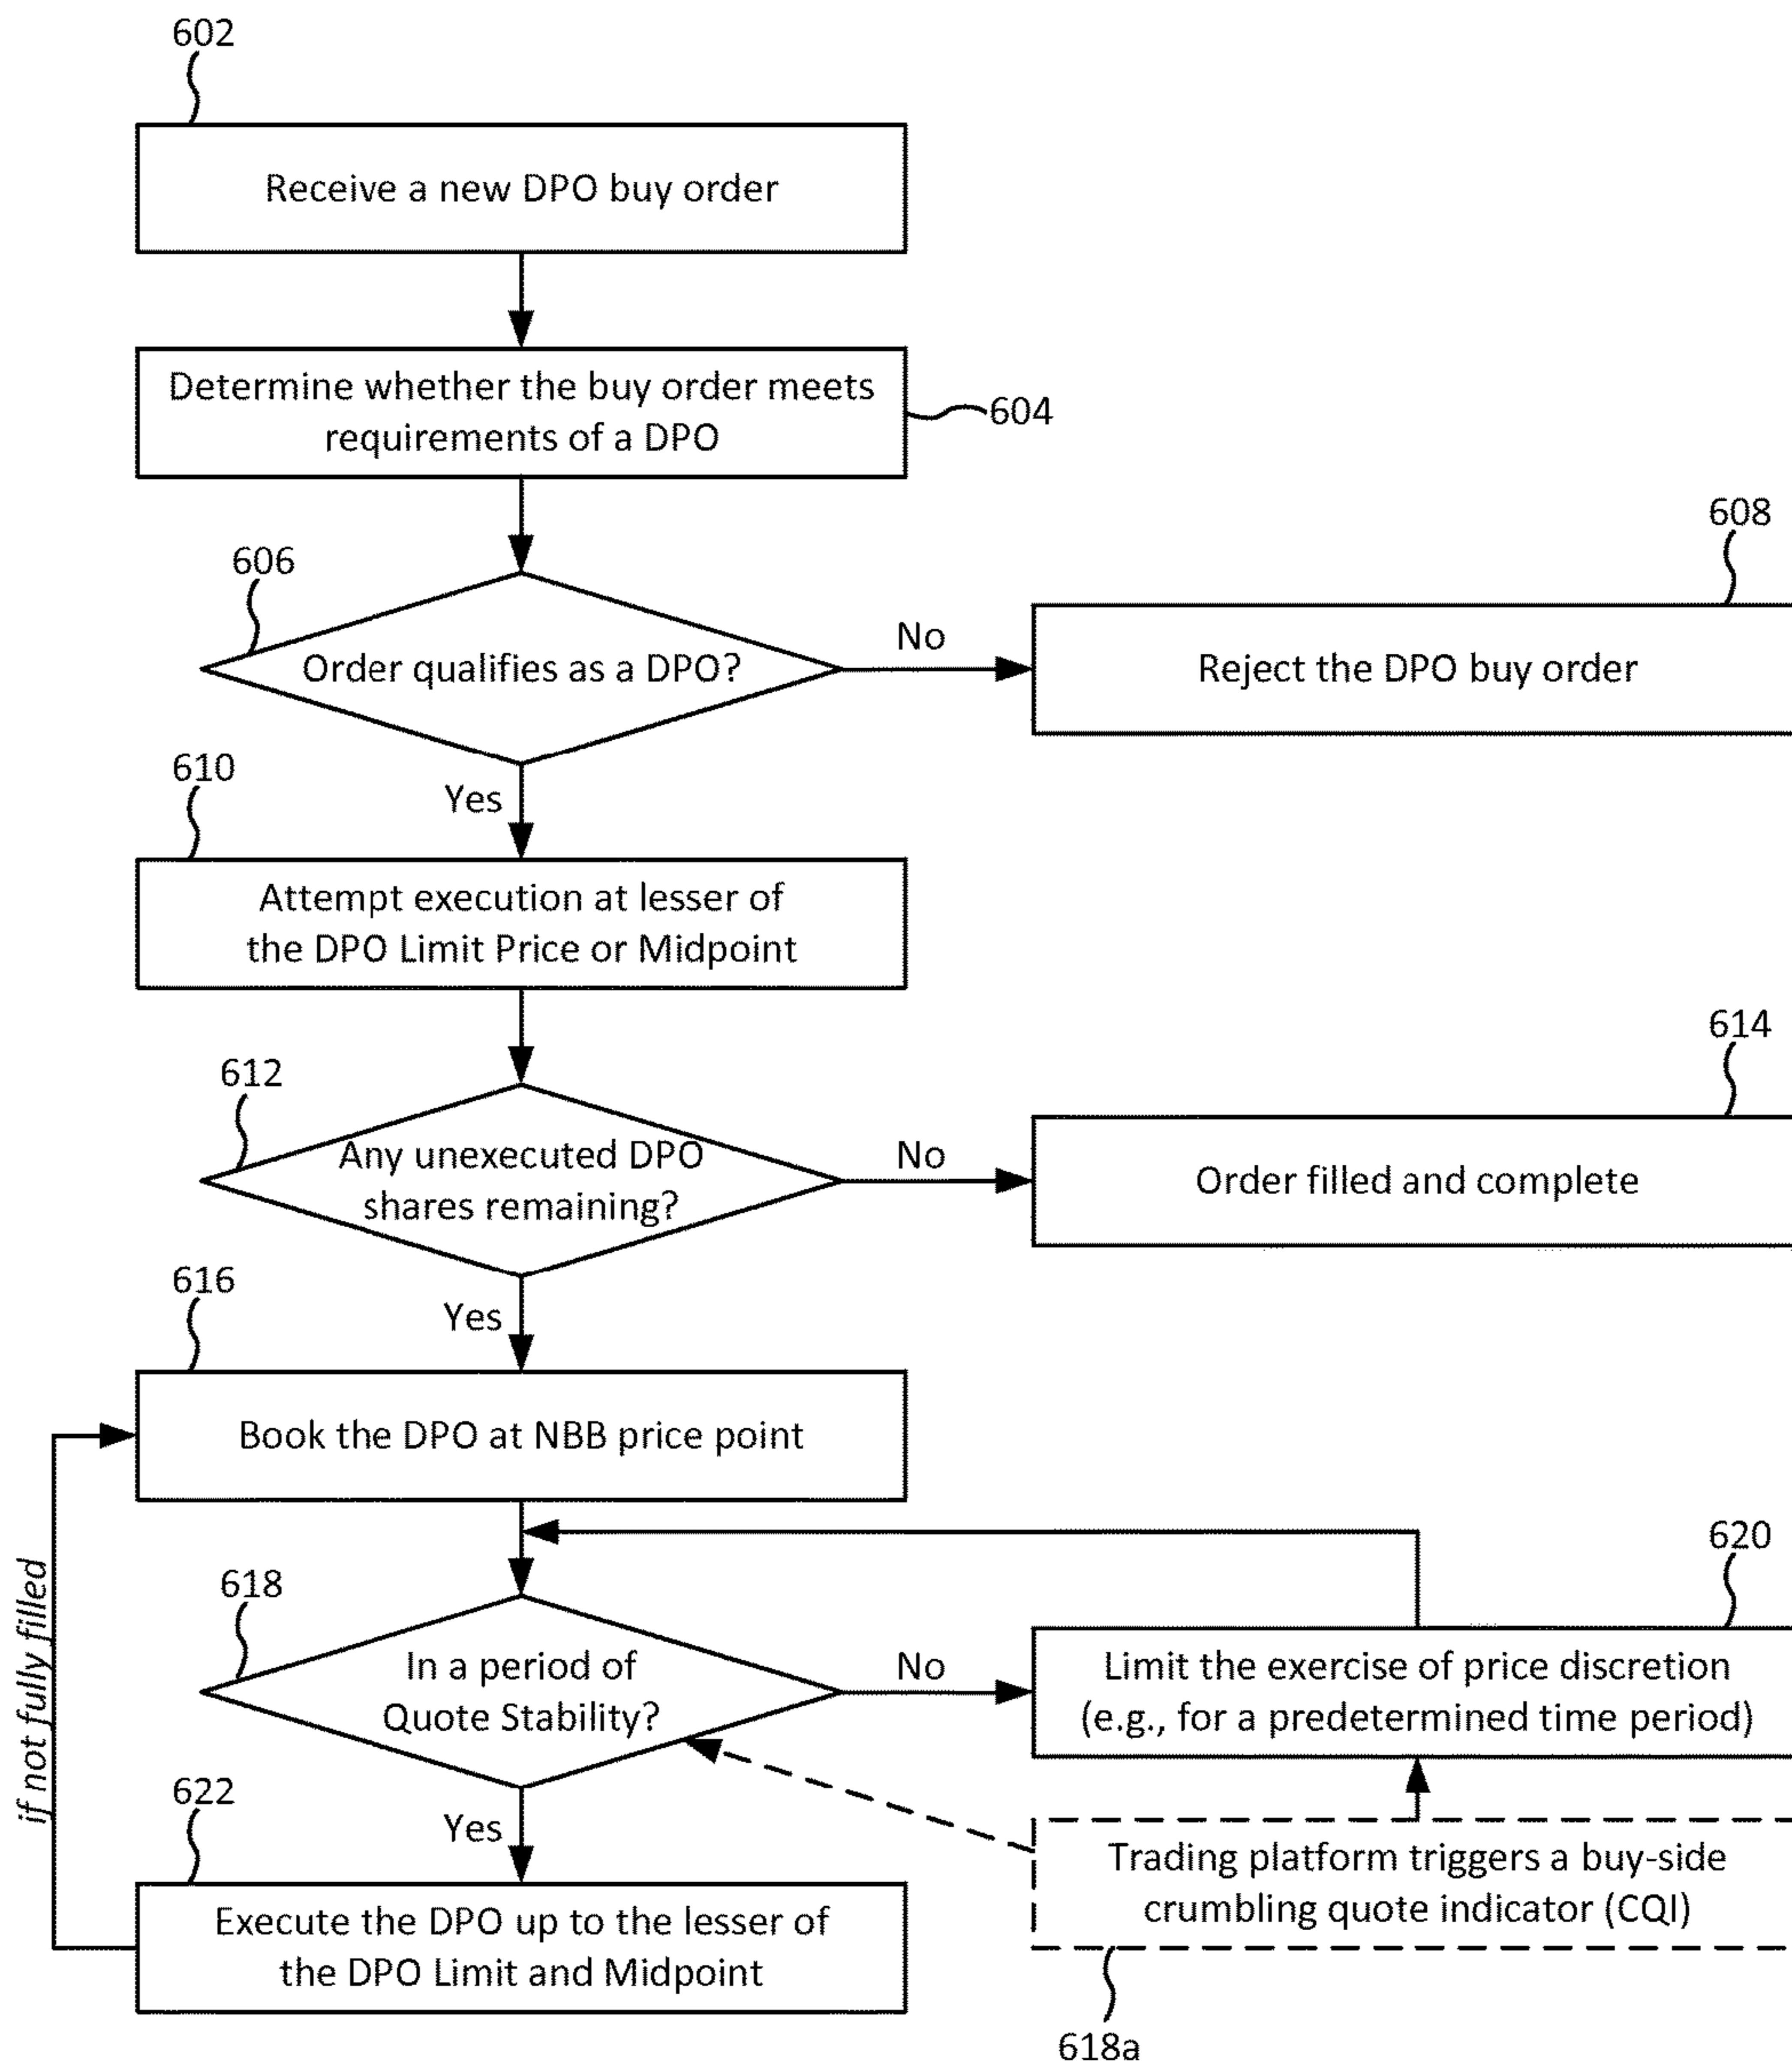 602
Receive a new DPO buy order
Determine whether the buy order meets
requirements of a DPO
604
606
608
Order qualifies as a DPO?
No
Reject the DPO buy order
610
Yes
Attempt execution at lesser of
the DPO Limit Price or Midpoint
612
614
Any unexecuted DPO
shares remaining?
No
Order filled and complete
616
Yes
Book the DPO at NBB price point
if not fully filled
618
620
In a period of
Quote Stability?
No
Limit the exercise of price discretion
(e.g., for a predetermined time period)
622
Yes
Trading platform triggers a buy-side
crumbling quote indicator (CQI)
Execute the DPO up to the lesser of
the DPO Limit and Midpoint
618a